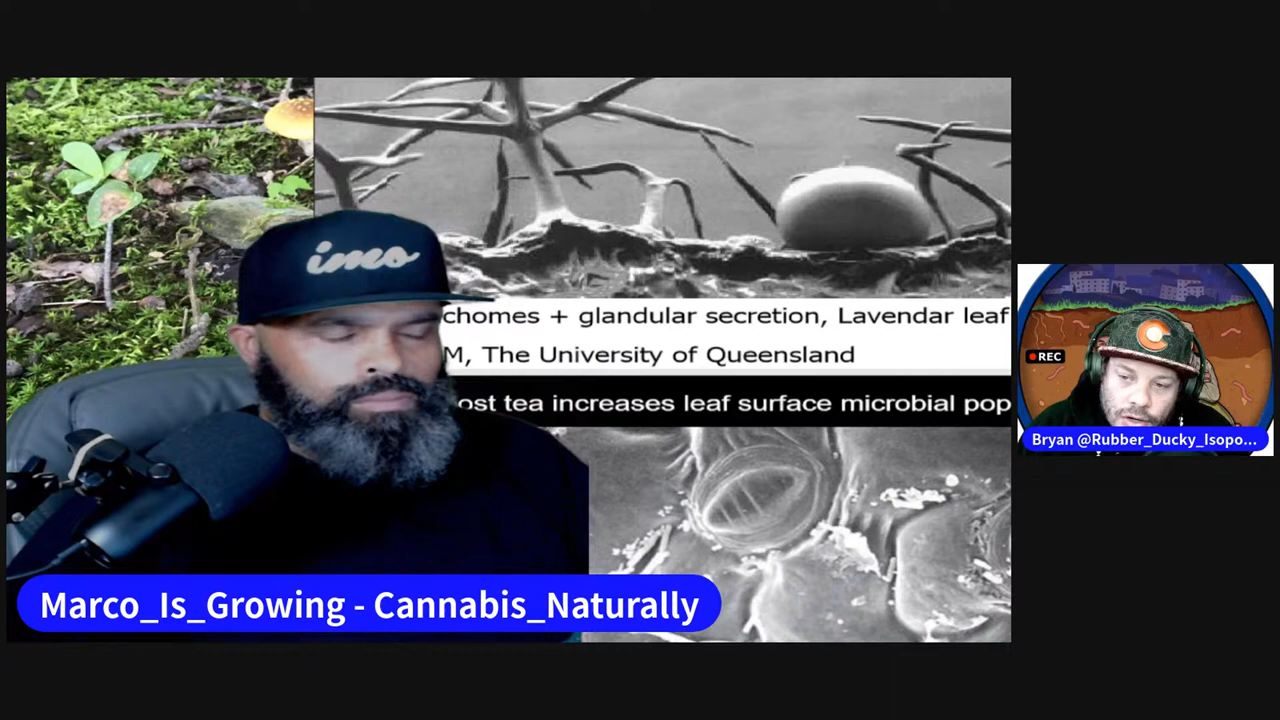 imo
chomes + glandular secretion, Lavendar leaf
M, The University of Queensland
ost tea increases leaf surface microbial pop
REC
C
Bryan @Rubber_Ducky_Isopo...
Marco_Is_Growing - Cannabis_Naturally